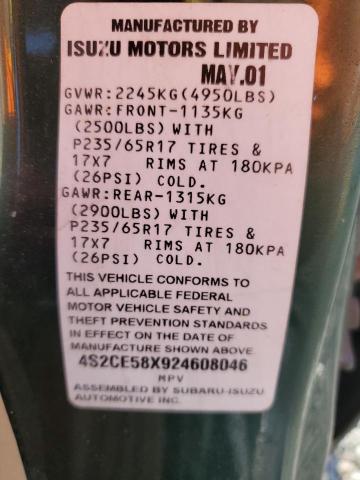 MANUFACTURED BY
ISUZU MOTORS LIMITED
MAY.01
GVWR:2245KG(4950LBS)
GAWR:FRONT-1135KG
(2500LBS) WITH
P235/65R17 TIRES &
17X7 RIMS AT 180KPA
(26PSI) COLD.
GAWR:REAR-1315KG
(2900LBS) WITH
P235/65R17 TIRES &
17X7 RIMS AT 180KPA
(26PSI) COLD.
THIS VEHICLE CONFORMS TO
ALL APPLICABLE FEDERAL
MOTOR VEHICLE SAFETY AND
THEFT PREVENTION STANDARDS
IN EFFECT ON THE DATE OF
MANUFACTURE SHOWN ABOVE
4S2CE58X924608046
MPV
ASSEMBLED BY SUBARU-ISUZU
AUTOMOTIVE INC.